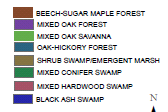 BEECH-SUGAR MAPLE FOREST
MIXED OAK FOREST
MIXED OAK SAVANNA
OAK-HICKORY FOREST
SHRUB SWAMP/EMERGENT MARSH
MIXED CONIFER SWAMP
MIXED HARDWOOD SWAMP
BLACK ASH SWAMP
N